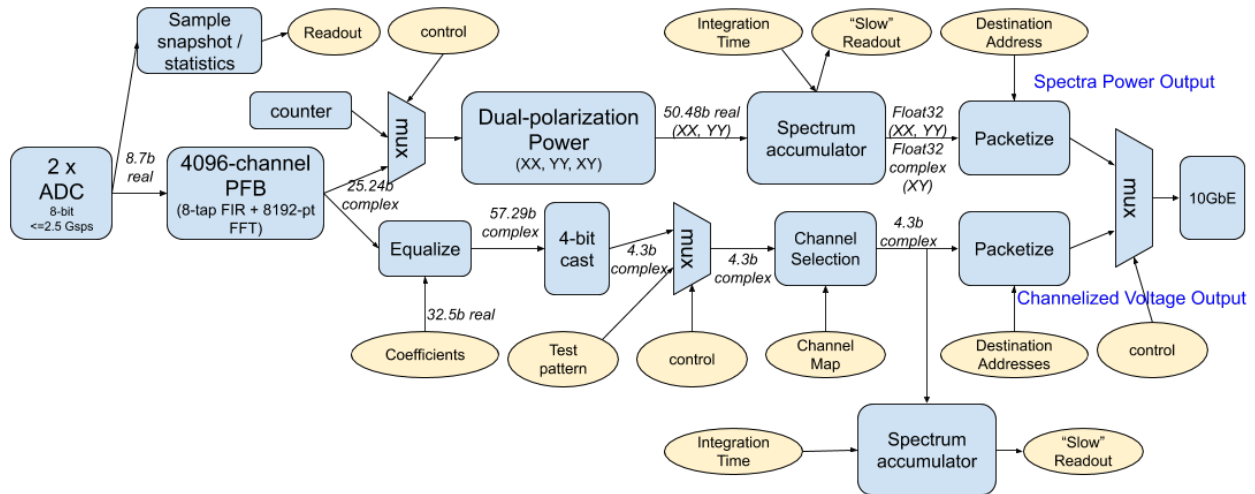 Sample
snapshot /
statistics
Readout
control
Integration
Time
“Slow”
Readout
Destination
Address
Spectra Power Output
counter
mux
Dual-polarization
Power
(XX, YY, XY)
50.48b real
(XX, YY)
Spectrum
accumulator
Float32
(XX, YY)
Float32
complex
(XY)
Packetize
2 x
ADC
8-bit
<=2.5 Gsps
8.7b
real
4096-channel
PFB
(8-tap FIR + 8192-pt
FFT)
25.24b
complex
mux
10GbE
Equalize
57.29b
complex
4-bit
cast
4.3b
complex
mux
4.3b
complex
Channel
Selection
4.3b
complex
Packetize
Channelized Voltage Output
32.5b real
Coefficients
Test
pattern
control
Channel
Map
Destination
Addresses
control
Integration
Time
Spectrum
accumulator
“Slow”
Readout